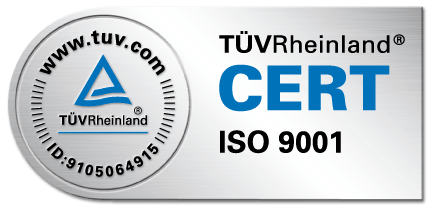 www.tuv.com
TÜVRheinland®
ID:9105064915
TÜVRheinland®
CERT
ISO 9001